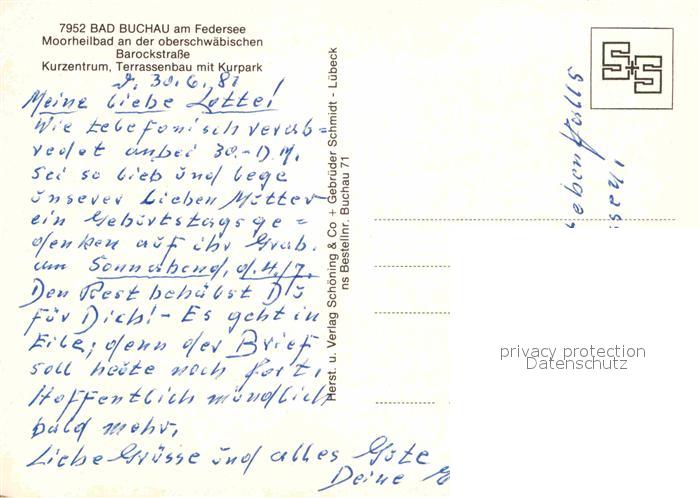 7952 BAD BUCHAU am Federsee
Moorheilbad an der oberschwäbischen
Barockstraße
Kurzentrum, Terrassenbau mit Kurpark
d. 30.6.81
Meine liebe Lotte!
Wie telefonisch verab=
redet anbei 30.- DM.
Sei so lieb und lege
unserer lieben Mutter
ein Geburtstagsge=
denken auf ihr Grab.
am Sonnabend, d. 4./7.
Den Rest behälst Du
für Dich! - Es geht in
Eile; denn der Brief
soll heute noch fort.
Hoffentlich mündlich
bald mehr.
Liebe Grüsse und alles Gute
Deine
Herst. u. Verlag Schöning & Co + Gebrüder Schmidt - Lübeck
ns Bestellnr. Buchau 71
S+S
ebenfalls
privacy protection
Datenschutz